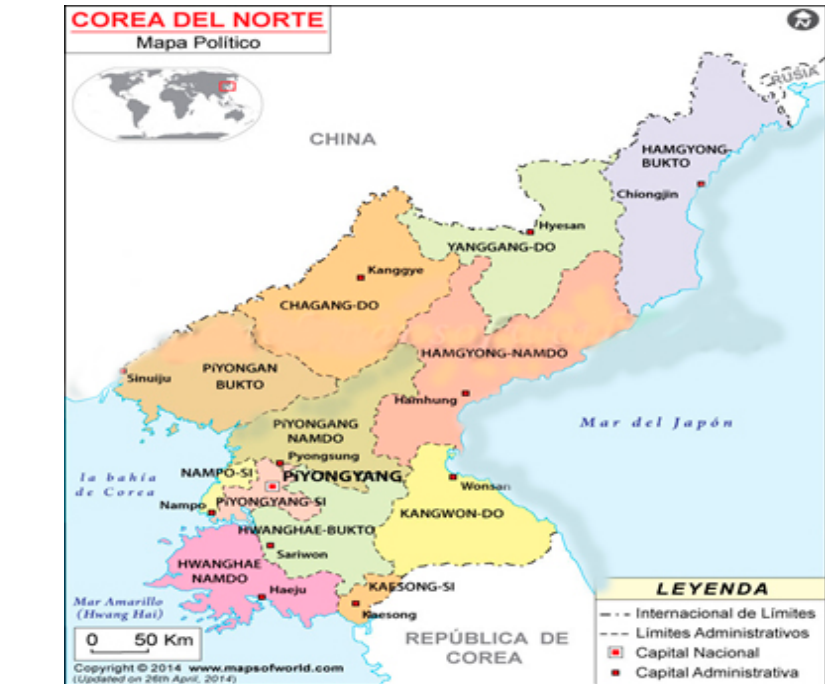 COREA DEL NORTE
Mapa Político
N
RUSIA
CHINA
HAMGYONG-
BUKTO
Chiongjin
Hyesan
YANGGANG-DO
Kanggye
CHAGANG-DO
HAMGYONG-NAMDO
PiYONGAN
BUKTO
Sinuiju
Hamhung
Mar del Japón
PiYONGANG
NAMDO
Pyongsung
la bahía
de Corea
NAMPO-SI
PiYONGYANG
Wonsan
Nampo
PiYONGYANG-SI
KANGWON-DO
HWANGHAE-BUKTO
Sariwon
HWANGHAE
NAMDO
Haeju
KAESONG-SI
Kaesong
Mar Amarillo
(Hwang Hai)
REPÚBLICA DE
COREA
0 50 Km
Copyright © 2014 www.mapsofworld.com
(Updated on 26th April, 2014)
LEYENDA
Internacional de Límites
Límites Administrativos
Capital Nacional
Capital Administrativa